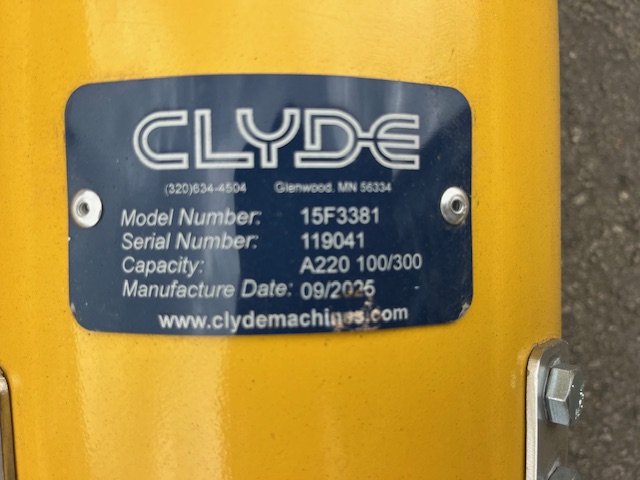 CLYDE
(320)634-4504 Glenwood, MN 56334
Model Number: 15F3381
Serial Number: 119041
Capacity: A220 100/300
Manufacture Date: 09/2025
www.clydemachines.com